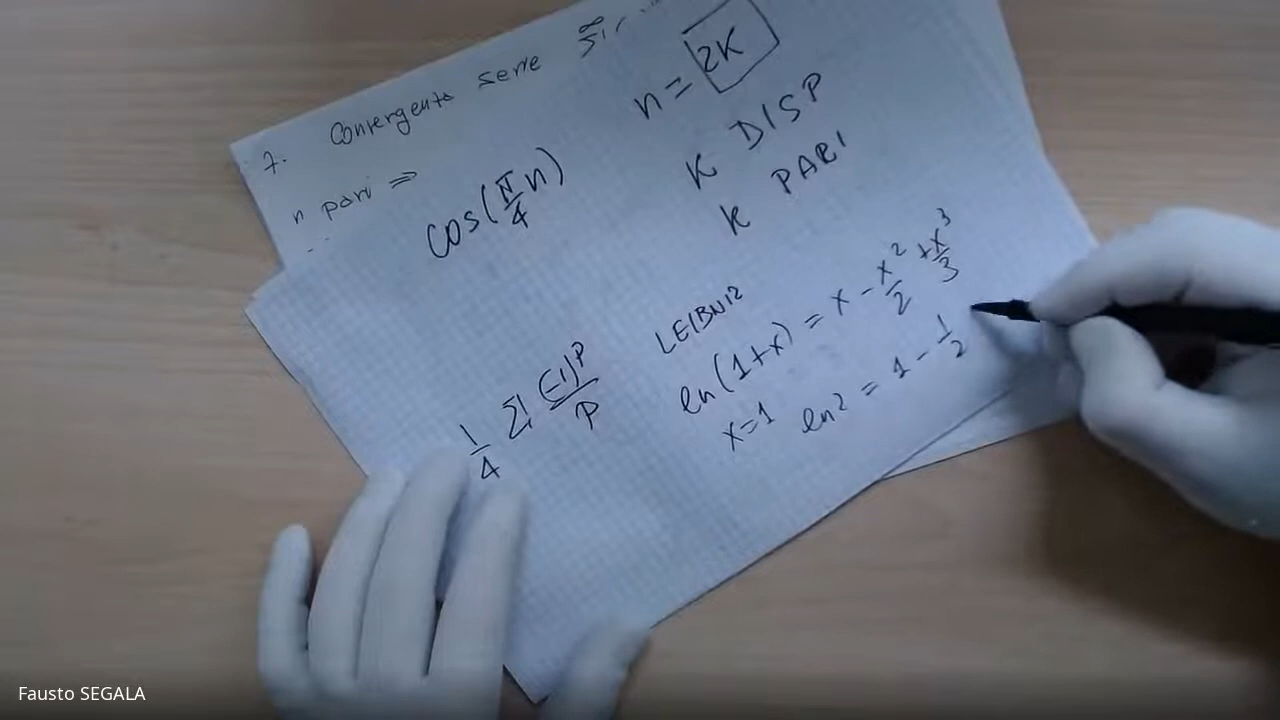 7. Convergenta serie
n pari ⇒
cos(π/4 n)
n = 2K
K DISP
K PARI
1/4 Σ (-1)^p/p
LEIBNIZ
ln(1+x) = x - x²/2 + x³/3
x=1 ln2 = 1 - 1/2
Fausto SEGALA